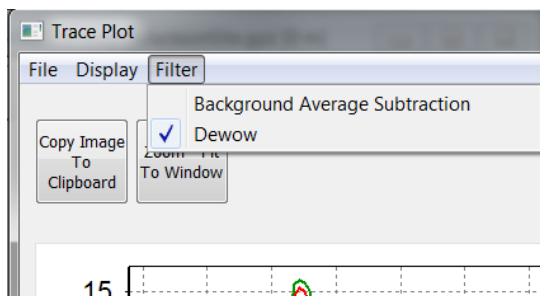 Trace Plot
File Display Filter
Background Average Subtraction
Dewow
Copy Image
To
Clipboard
To Window
15